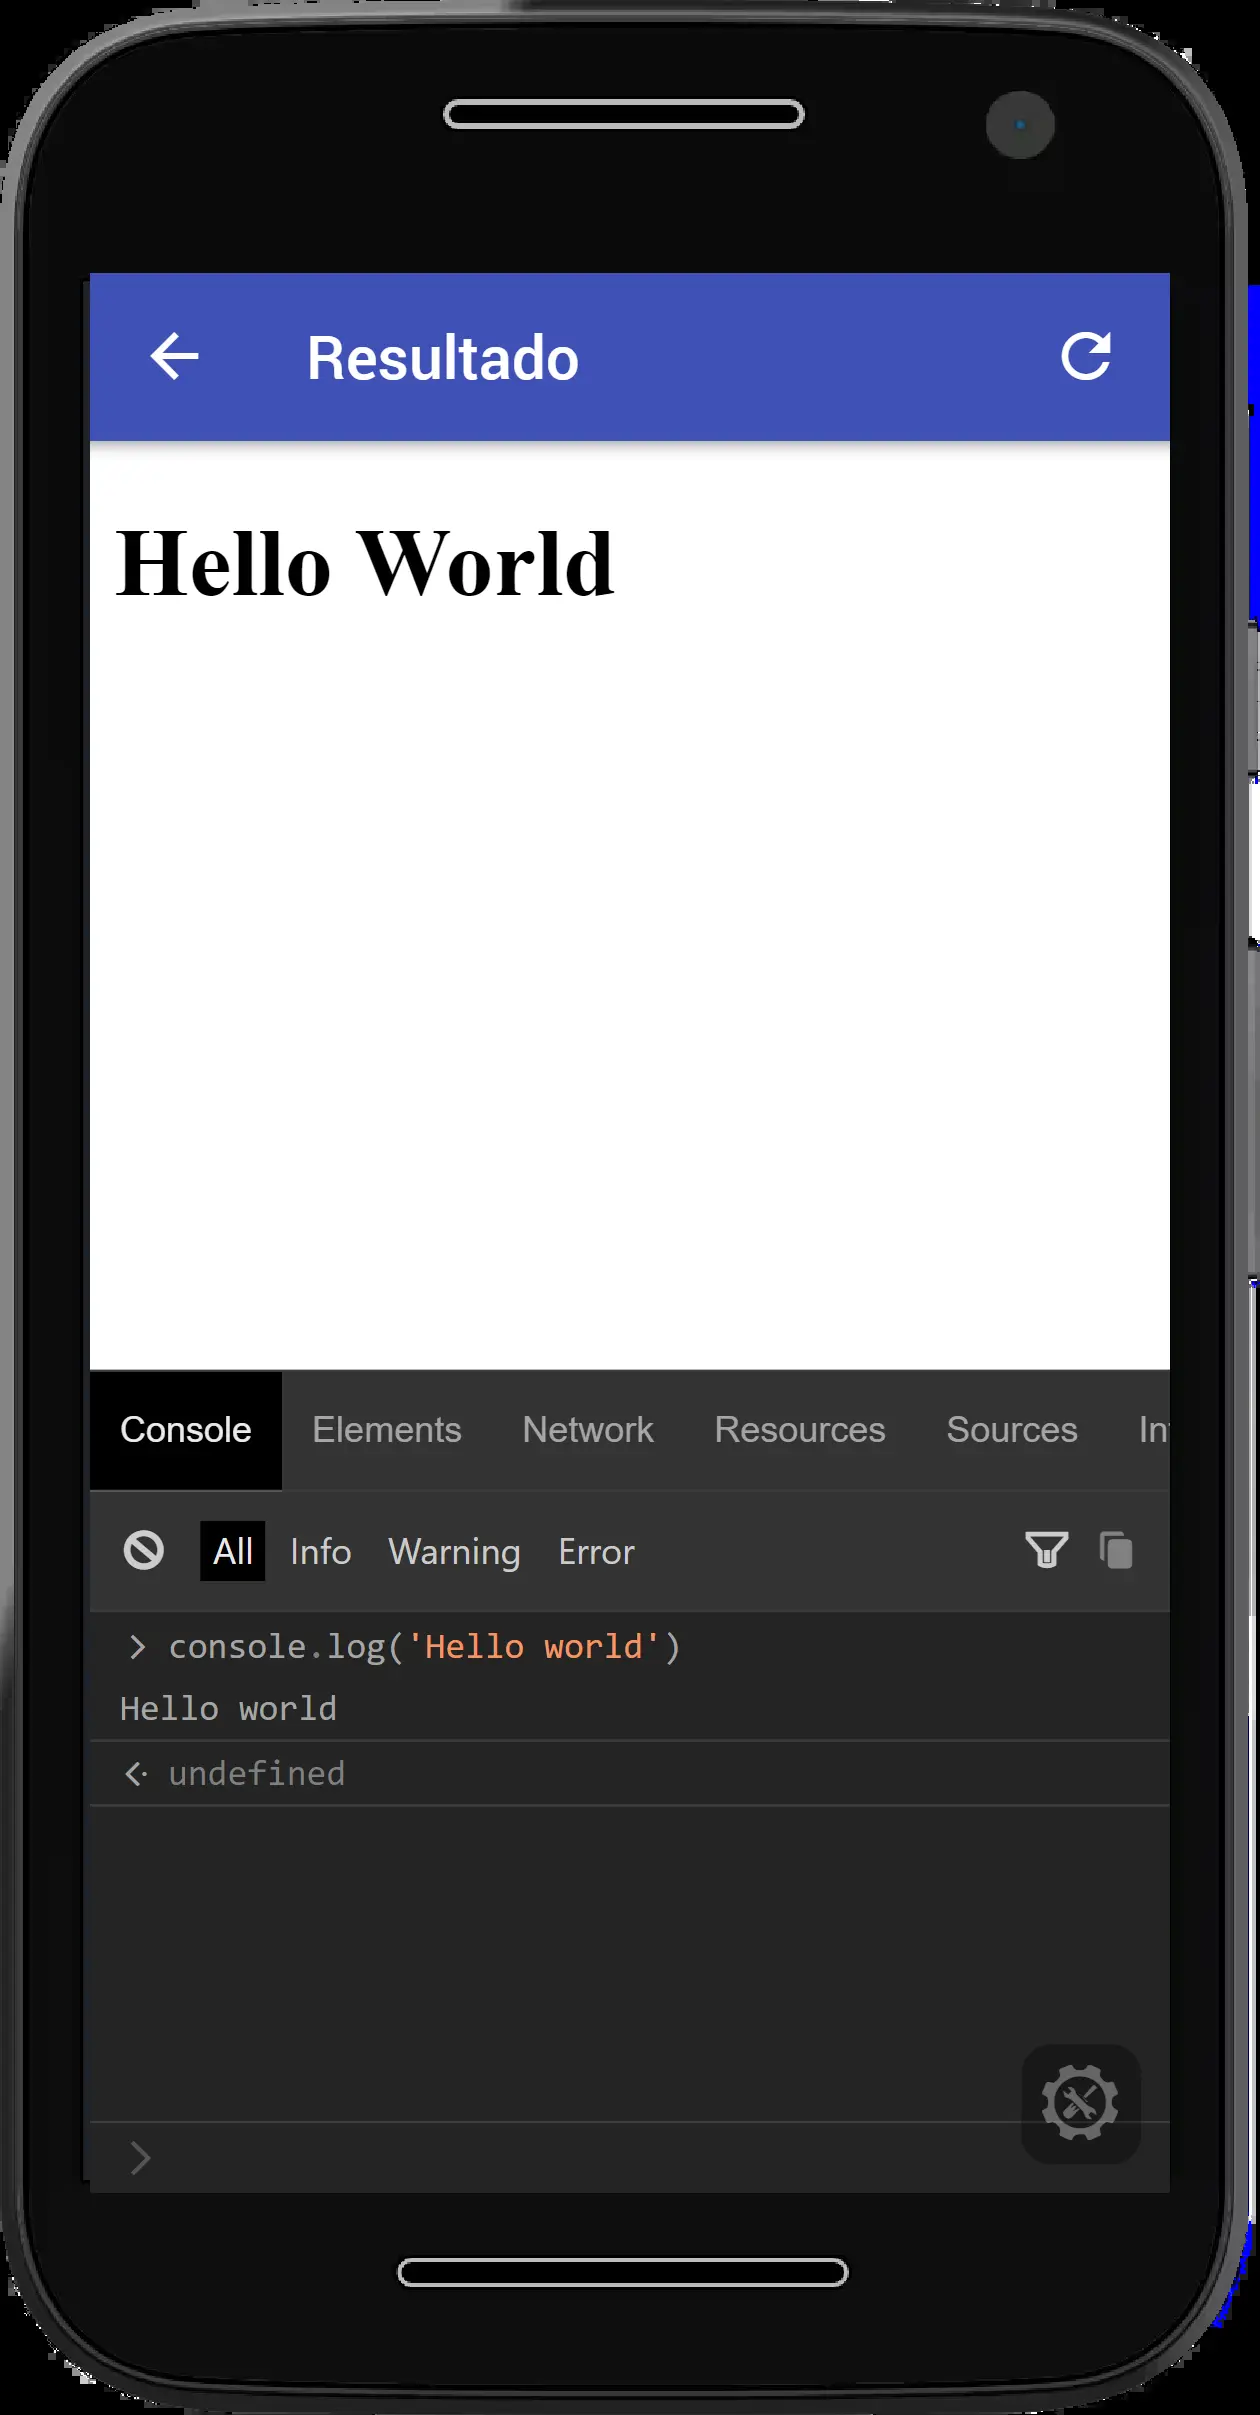 Resultado
Hello World
Console Elements Network Resources Sources
All Info Warning Error
> console.log('Hello world')
Hello world
undefined